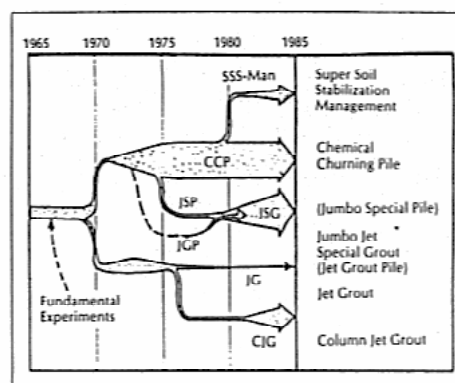 1965 1970 1975 1980 1985
SSS-Man
Super Soil
Stabilization
Management
CCP
Chemical
Churning Pile
JSP
JSG
(Jumbo Special Pile)
JGP
Jumbo Jet
Special Grout
(Jet Grout Pile)
JG
Jet Grout
Fundamental
Experiments
CJG
Column Jet Grout